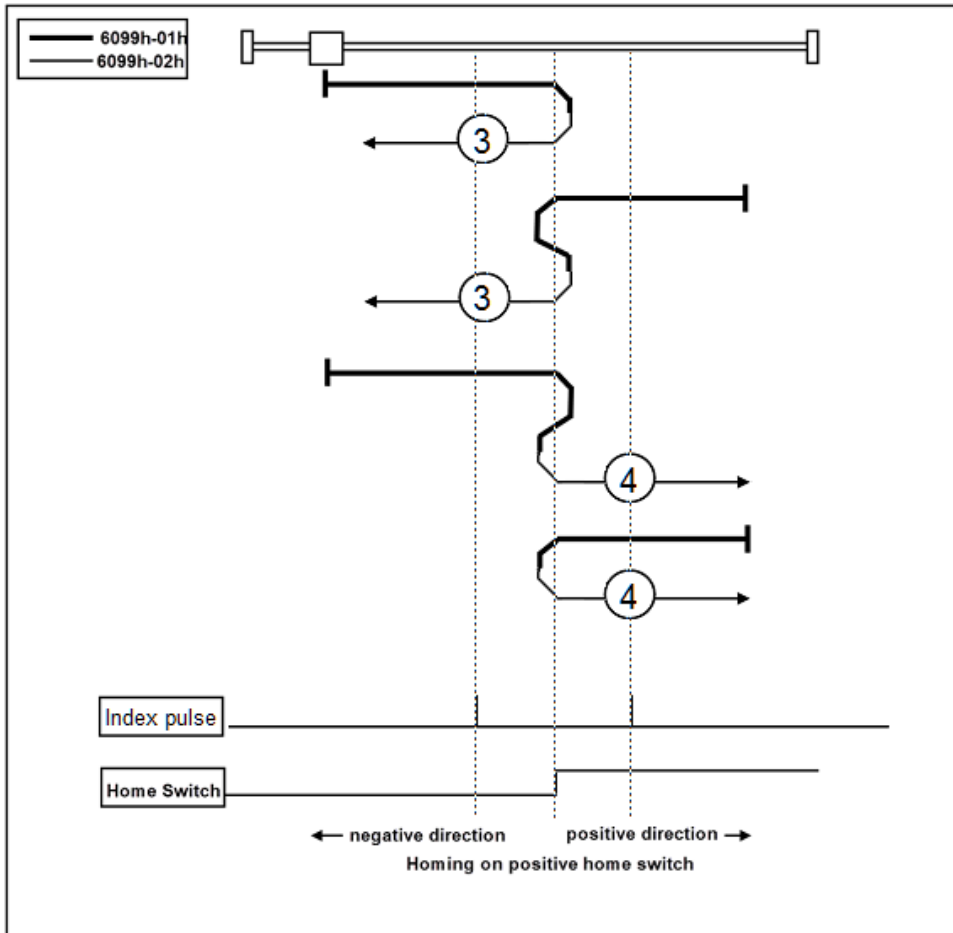 6099h-01h
6099h-02h
3
3
4
4
Index pulse
Home Switch
negative direction
positive direction
Homing on positive home switch